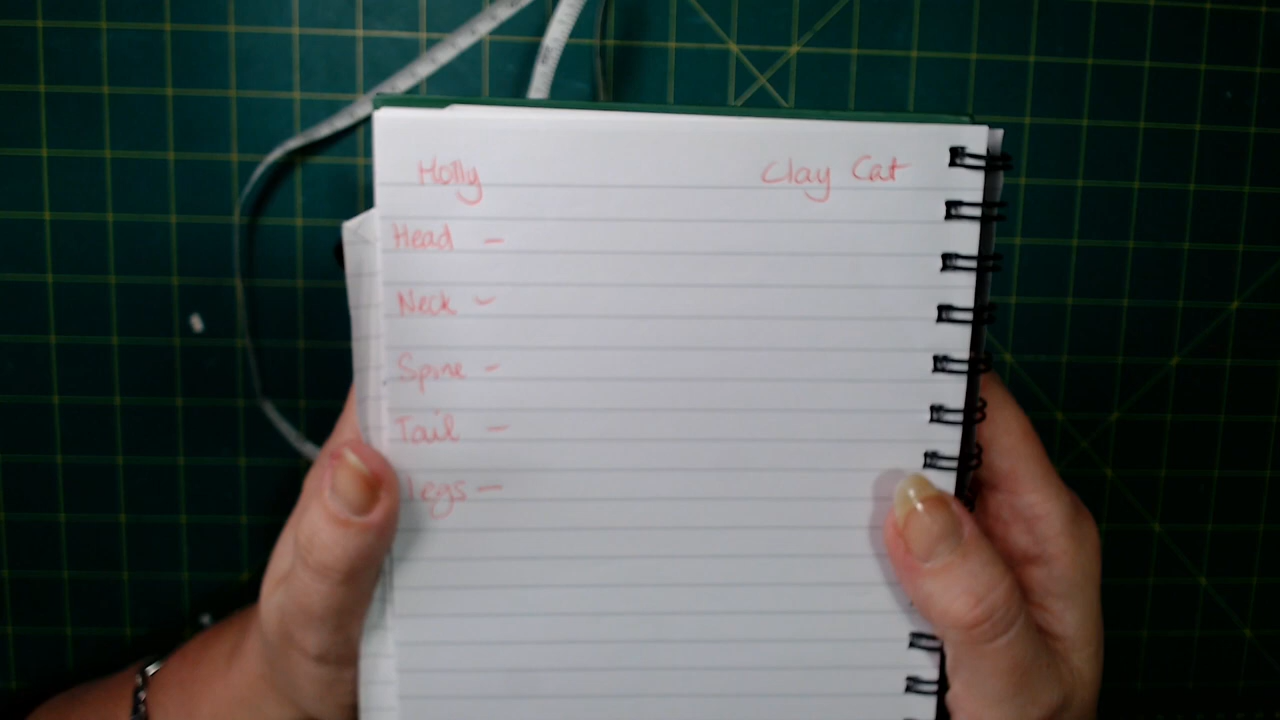 Holly Clay Cat
Head -
Neck -
Spine -
Tail -
Legs -